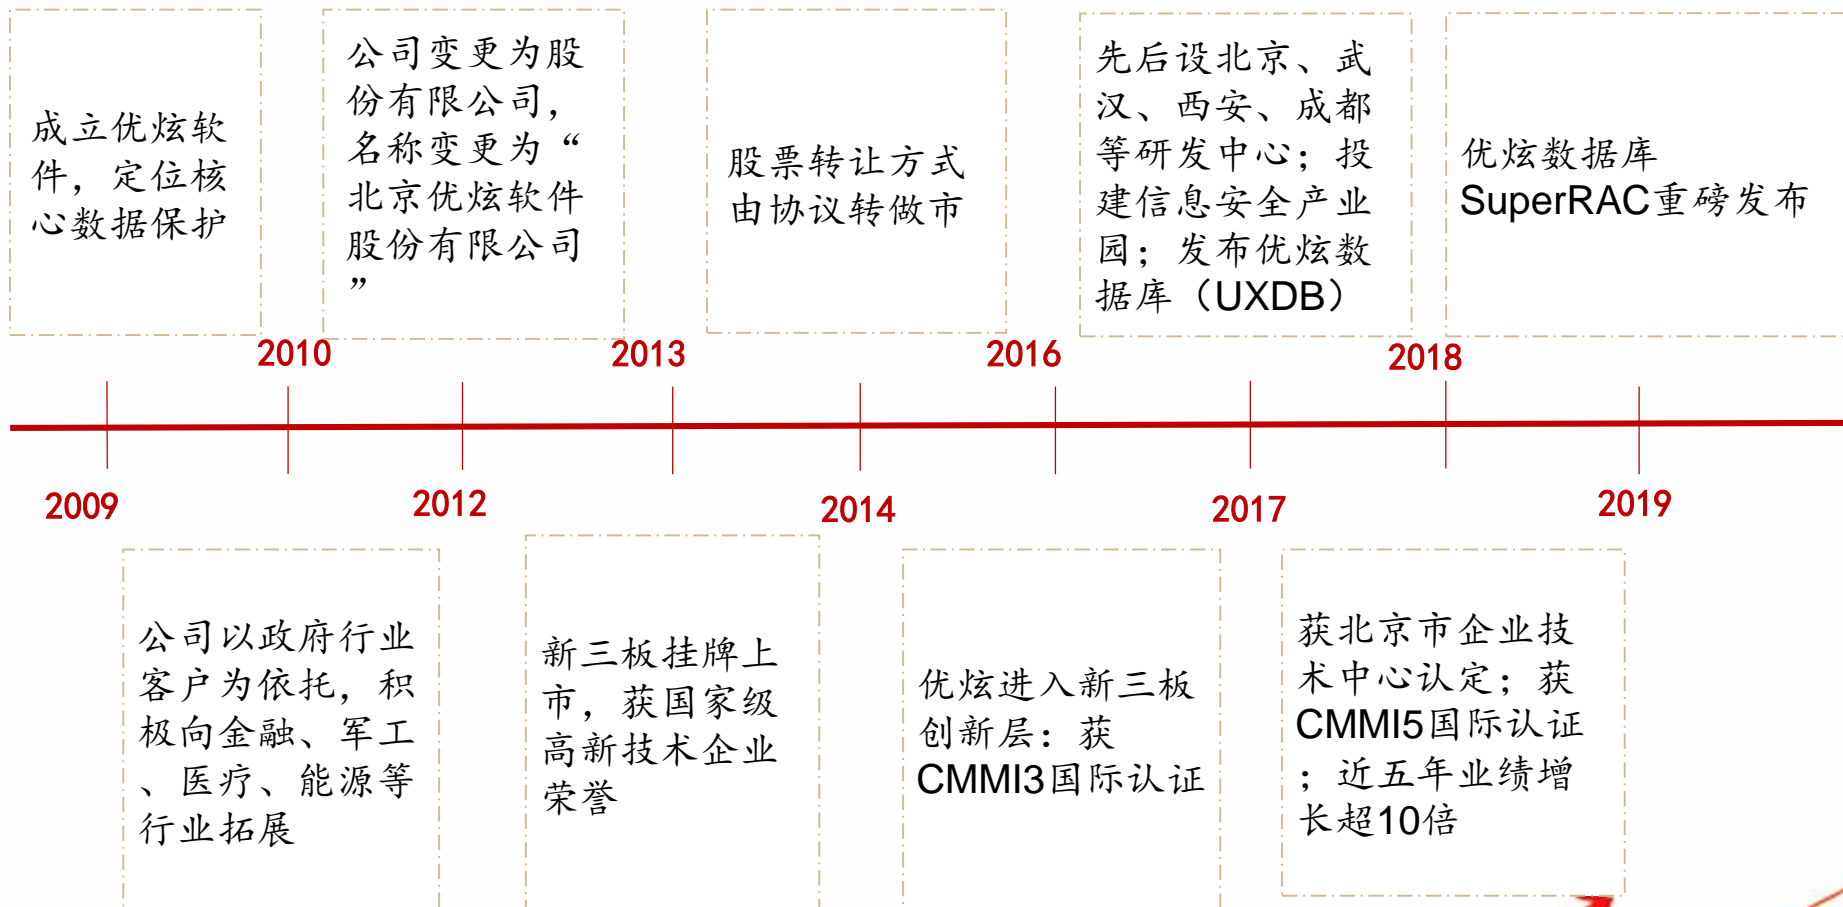 成立优炫软
件，定位核
心数据保护
公司变更为股
份有限公司，
名称变更为“
北京优炫软件
股份有限公司
”
股票转让方式
由协议转做市
先后设北京、武
汉、西安、成都
等研发中心；投
建信息安全产业
园；发布优炫数
据库（UXDB）
优炫数据库
SuperRAC重磅发布
2010
2013
2016
2018
2009
2012
2014
2017
2019
公司以政府行业
客户为依托，积
极向金融、军工
、医疗、能源等
行业拓展
新三板挂牌上
市，获国家级
高新技术企业
荣誉
优炫进入新三板
创新层：获
CMMI3国际认证
获北京市企业技
术中心认定；获
CMMI5国际认证
；近五年业绩增
长超10倍